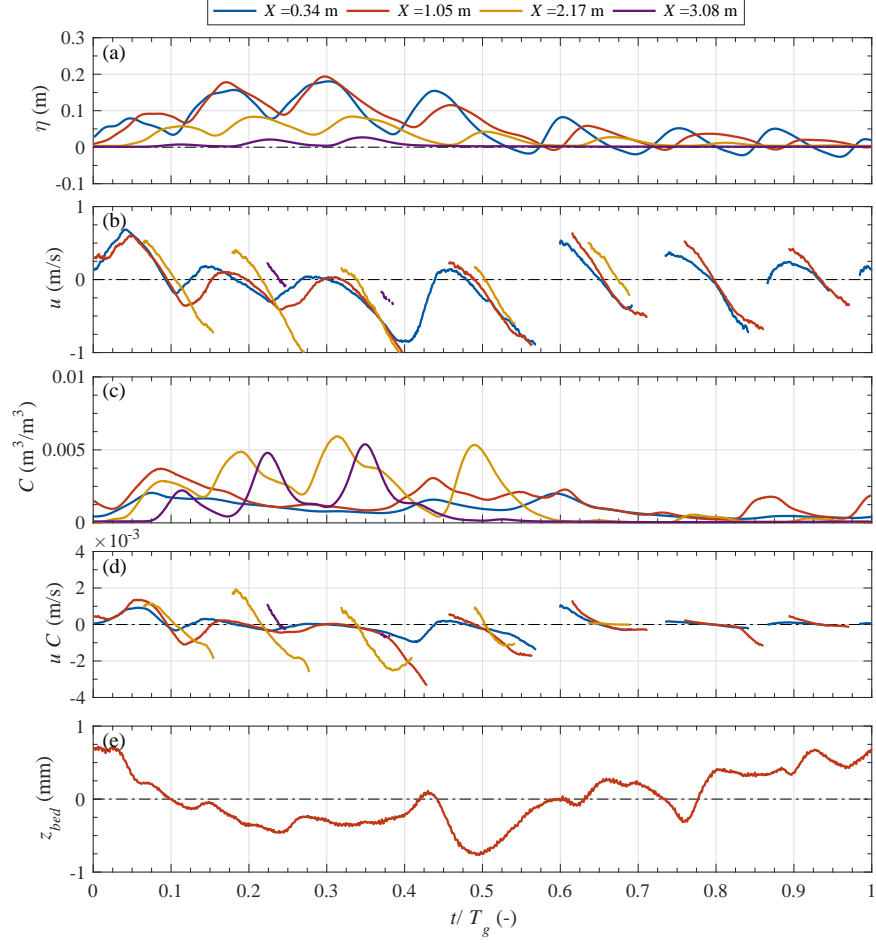 X =0.34 m X =1.05 m X =2.17 m X =3.08 m
(a)
0.3
0.2
0.1
0
-0.1
η (m)
(b)
1
0
-1
u (m/s)
(c)
0.01
0.005
0
C (m³/m³)
×10⁻³
(d)
4
2
0
-2
-4
u C (m/s)
(e)
1
0
-1
z_bed (mm)
0 0.1 0.2 0.3 0.4 0.5 0.6 0.7 0.8 0.9 1
t/ T_g (-)